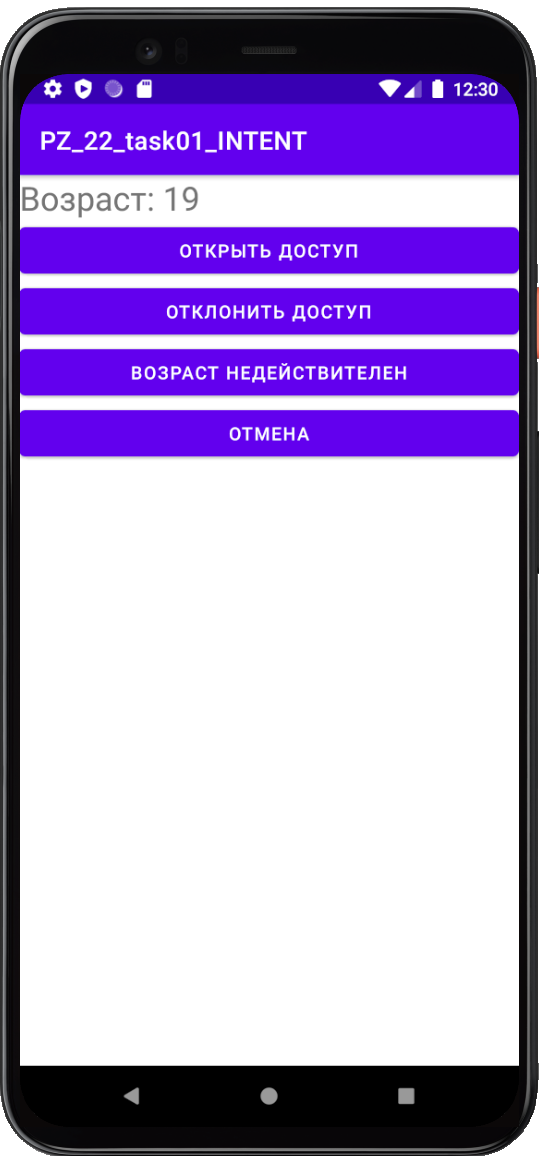 12:30
PZ_22_task01_INTENT
Возраст: 19
ОТКРЫТЬ ДОСТУП
ОТКЛОНИТЬ ДОСТУП
ВОЗРАСТ НЕДЕЙСТВИТЕЛЕН
ОТМЕНА